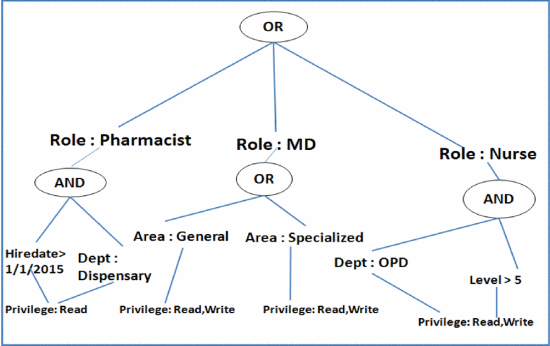 OR
Role : Pharmacist
Role : MD
Role : Nurse
AND
OR
AND
Area : General
Area : Specialized
Hiredate>
1/1/2015
Dept :
Dispensary
Dept : OPD
Level > 5
Privilege: Read
Privilege: Read,Write
Privilege: Read,Write
Privilege: Read,Write